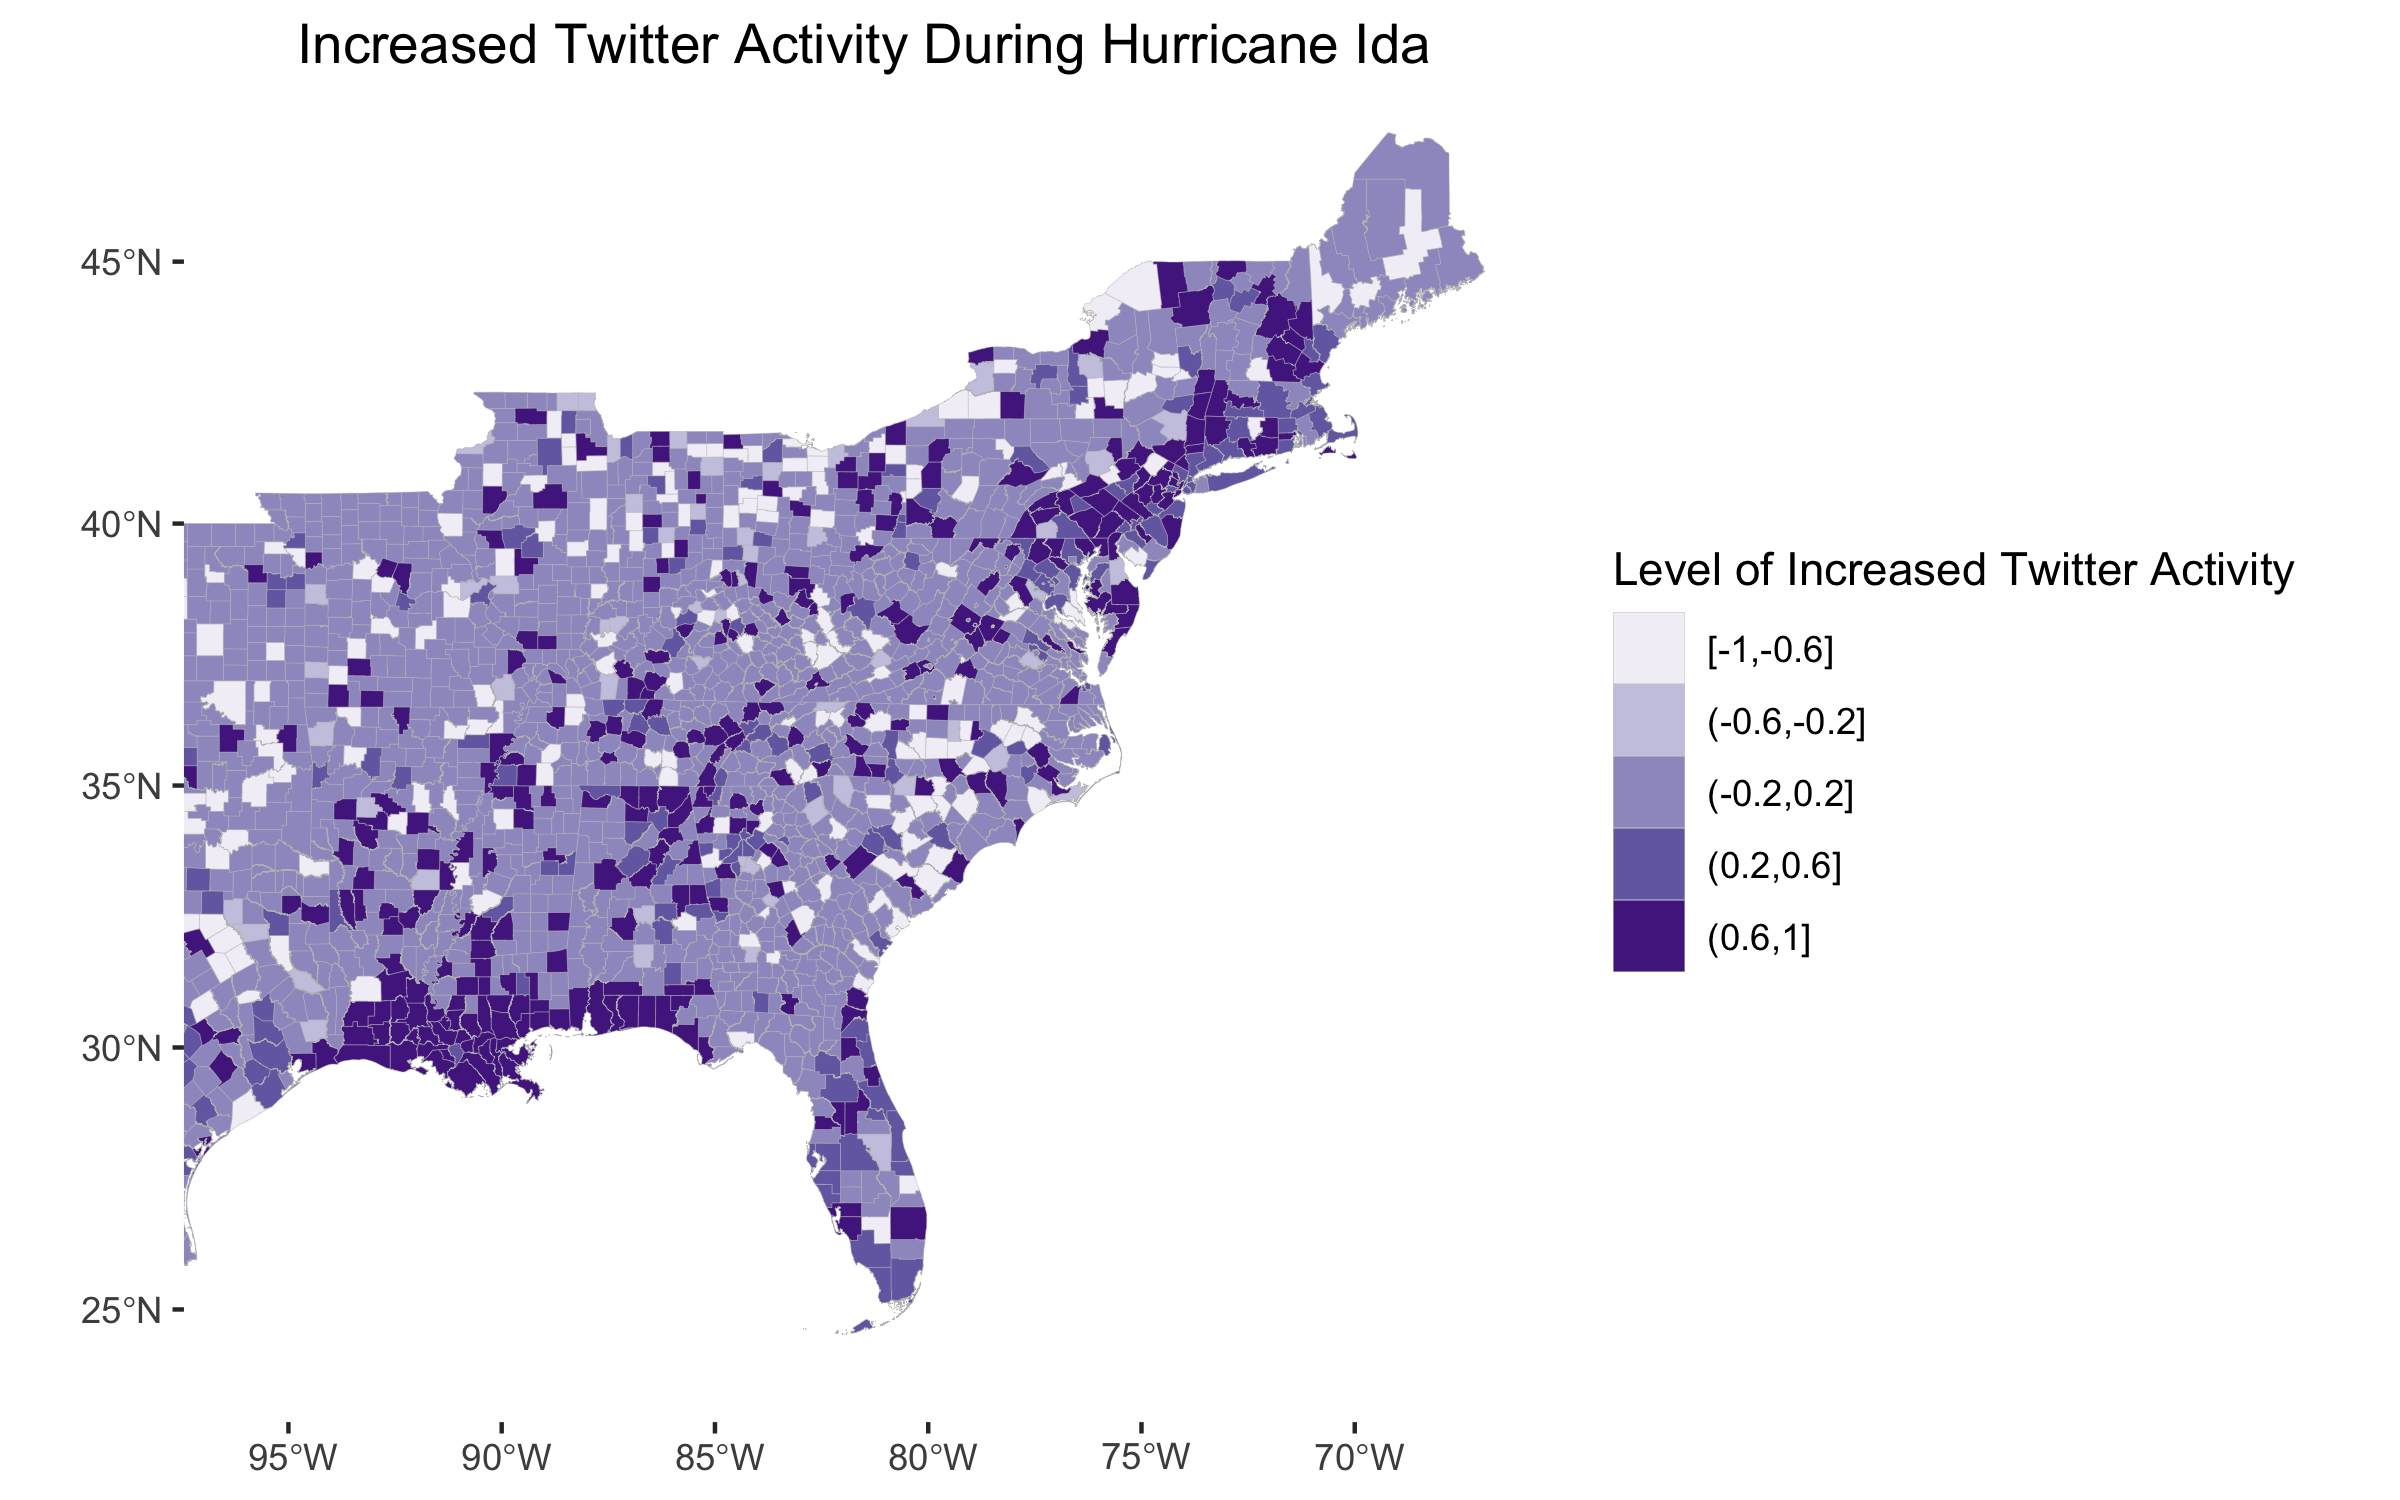 Increased Twitter Activity During Hurricane Ida
45°N
40°N
35°N
30°N
25°N
95°W 90°W 85°W 80°W 75°W 70°W
Level of Increased Twitter Activity
[-1,-0.6]
(-0.6,-0.2]
(-0.2,0.2]
(0.2,0.6]
(0.6,1]